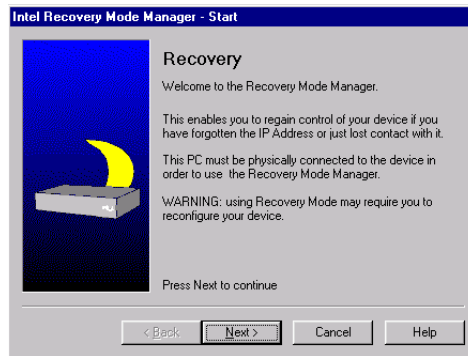 Intel Recovery Mode Manager - Start
Recovery
Welcome to the Recovery Mode Manager.
This enables you to regain control of your device if you
have forgotten the IP Address or just lost contact with it.
This PC must be physically connected to the device in
order to use the Recovery Mode Manager.
WARNING: using Recovery Mode may require you to
reconfigure your device.
Press Next to continue
< Back Next > Cancel Help